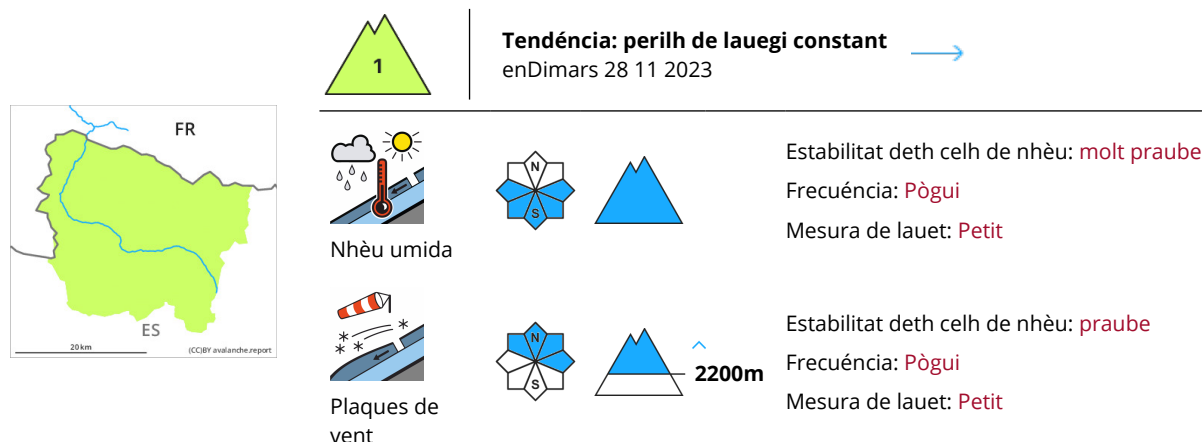 1
Tendéncia: perilh de lauegi constant
enDimars 28 11 2023
FR
ES
20 km
(CC)BY avalanche.report
N
S
Nhèu umida
Estabilitat deth celh de nhèu: molt praube
Frecuéncia: Pògui
Mesura de lauet: Petit
N
S
2200m
Plaques de
vent
Estabilitat deth celh de nhèu: praube
Frecuéncia: Pògui
Mesura de lauet: Petit